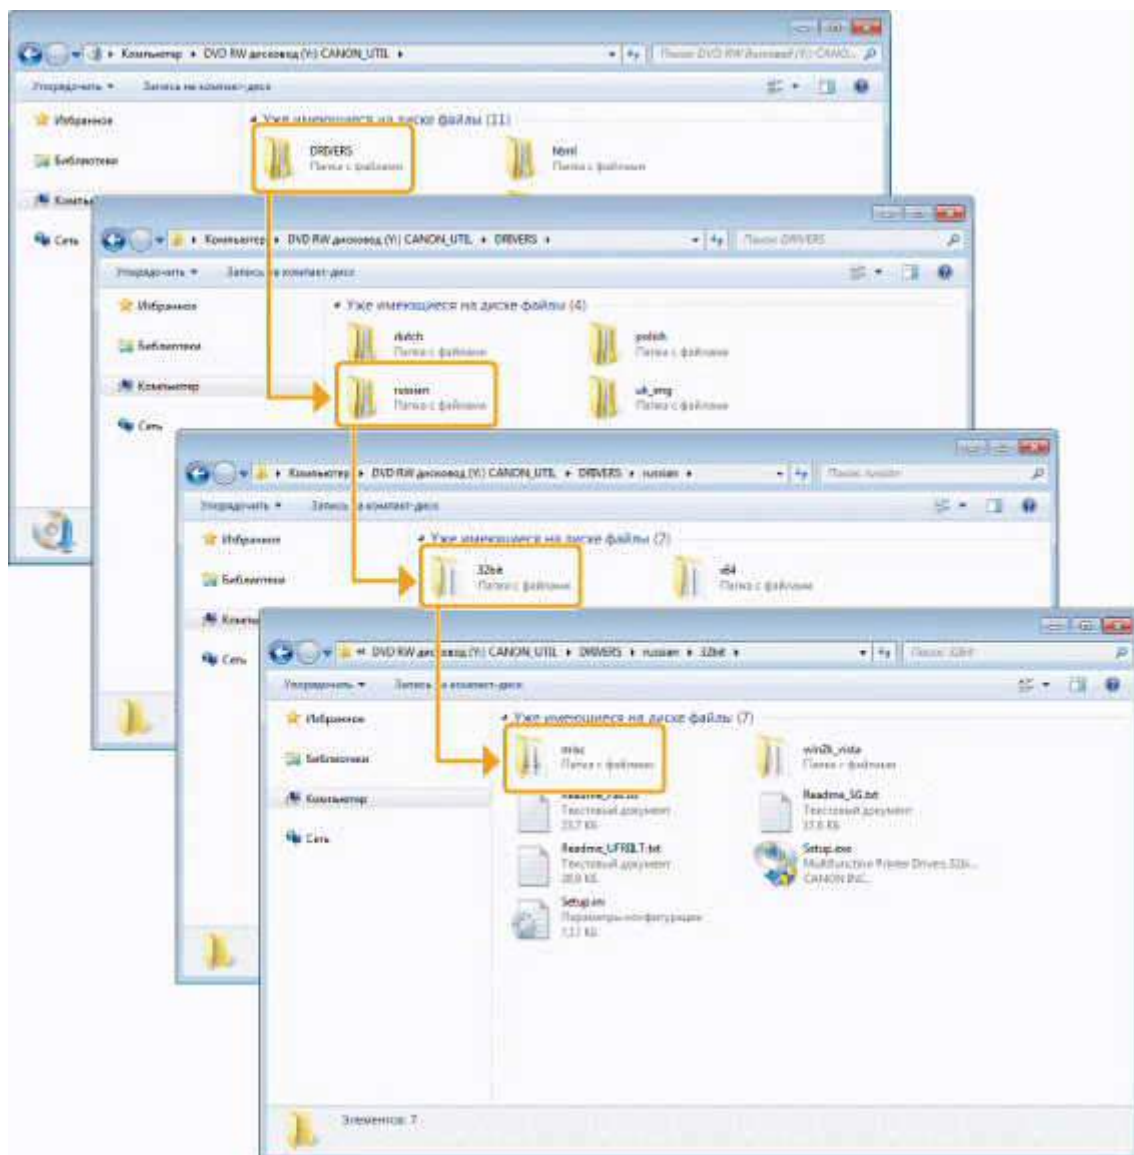 Компьютер ▸ DVD RW дисковод (Y:) CANON_UTIL ▸
Поиск: DVD RW дисковод (Y:) CANO...
Упорядочить Запись на компакт-диск
Избранное
Уже имеющиеся на диске файлы (11)
DRIVERS
Папка с файлами
html
Папка с файлами
Библиотеки
Сеть
Компьютер ▸ DVD RW дисковод (Y:) CANON_UTIL ▸ DRIVERS ▸
Поиск: DRIVERS
Упорядочить Запись на компакт-диск
Избранное
Уже имеющиеся на диске файлы (4)
dutch
Папка с файлами
polish
Папка с файлами
Библиотеки
Компьютер
russian
Папка с файлами
uk_eng
Папка с файлами
Сеть
Компьютер ▸ DVD RW дисковод (Y:) CANON_UTIL ▸ DRIVERS ▸ russian ▸
Поиск: russian
Упорядочить Запись на компакт-диск
Избранное
Уже имеющиеся на диске файлы (2)
32bit
Папка с файлами
x64
Папка с файлами
Библиотеки
Сеть
« DVD RW дисковод (Y:) CANON_UTIL ▸ DRIVERS ▸ russian ▸ 32bit ▸
Поиск: 32bit
Упорядочить Запись на компакт-диск
Избранное
Уже имеющиеся на диске файлы (7)
misc
Папка с файлами
win2k_vista
Папка с файлами
Библиотеки
Компьютер
Текстовый документ
Readme_SG.txt
Текстовый документ
Сеть
Readme_UFRIILT.txt
Текстовый документ
Setup.exe
Multifunction Printer Drivers 32bi...
CANON INC.
Setup.ini
Параметры конфигурации
Элементов: 7